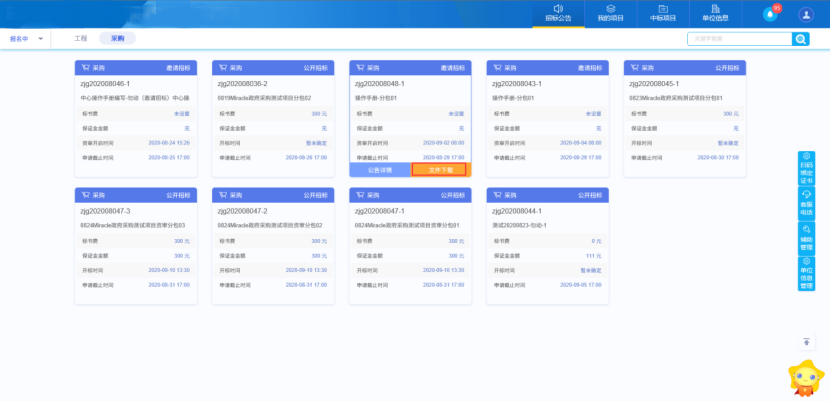 招标公告 我的项目 中标项目 单位信息 95
报名中 工程 采购 关键字搜索
采购 邀请招标
zjg202008046-1
中心操作手册编写-勿动（邀请招标）中心操
标书费 未设置
保证金金额 无
资审开启时间 2020-08-24 15:26
申请截止时间 2020-08-25 17:00
采购 公开招标
zjg202008036-2
0819Miracle政府采购测试项目分包02
标书费 300 元
保证金金额 无
开标时间 暂未确定
申请截止时间 2020-08-26 17:00
采购 邀请招标
zjg202008048-1
操作手册-分包01
标书费 未设置
保证金金额 无
资审开启时间 2020-09-02 08:00
申请截止时间 2020-08-29 17:00
公告详情 文件下载
采购 邀请招标
zjg202008043-1
操作手册-分包01
标书费 未设置
保证金金额 无
资审开启时间 2020-09-04 08:00
申请截止时间 2020-08-29 17:00
采购 公开招标
zjg202008045-1
0823Miracle政府采购测试项目分包01
标书费 300 元
保证金金额 无
开标时间 暂未确定
申请截止时间 2020-08-30 17:00
采购 公开招标
zjg202008047-3
0824Miracle政府采购测试项目资审分包03
标书费 300 元
保证金金额 300 元
开标时间 2020-09-10 13:30
申请截止时间 2020-08-31 17:00
采购 公开招标
zjg202008047-2
0824Miracle政府采购测试项目资审分包02
标书费 300 元
保证金金额 300 元
开标时间 2020-09-10 13:30
申请截止时间 2020-08-31 17:00
采购 公开招标
zjg202008047-1
0824Miracle政府采购测试项目资审分包01
标书费 300 元
保证金金额 300 元
开标时间 2020-09-10 13:30
申请截止时间 2020-08-31 17:00
采购 公开招标
zjg202008044-1
测试20200823-勿动-1
标书费 0 元
保证金金额 111 元
开标时间 暂未确定
申请截止时间 2020-09-05 17:00
扫码
绑定
证书
客服
电话
辅助
管理
单位
信息
管理